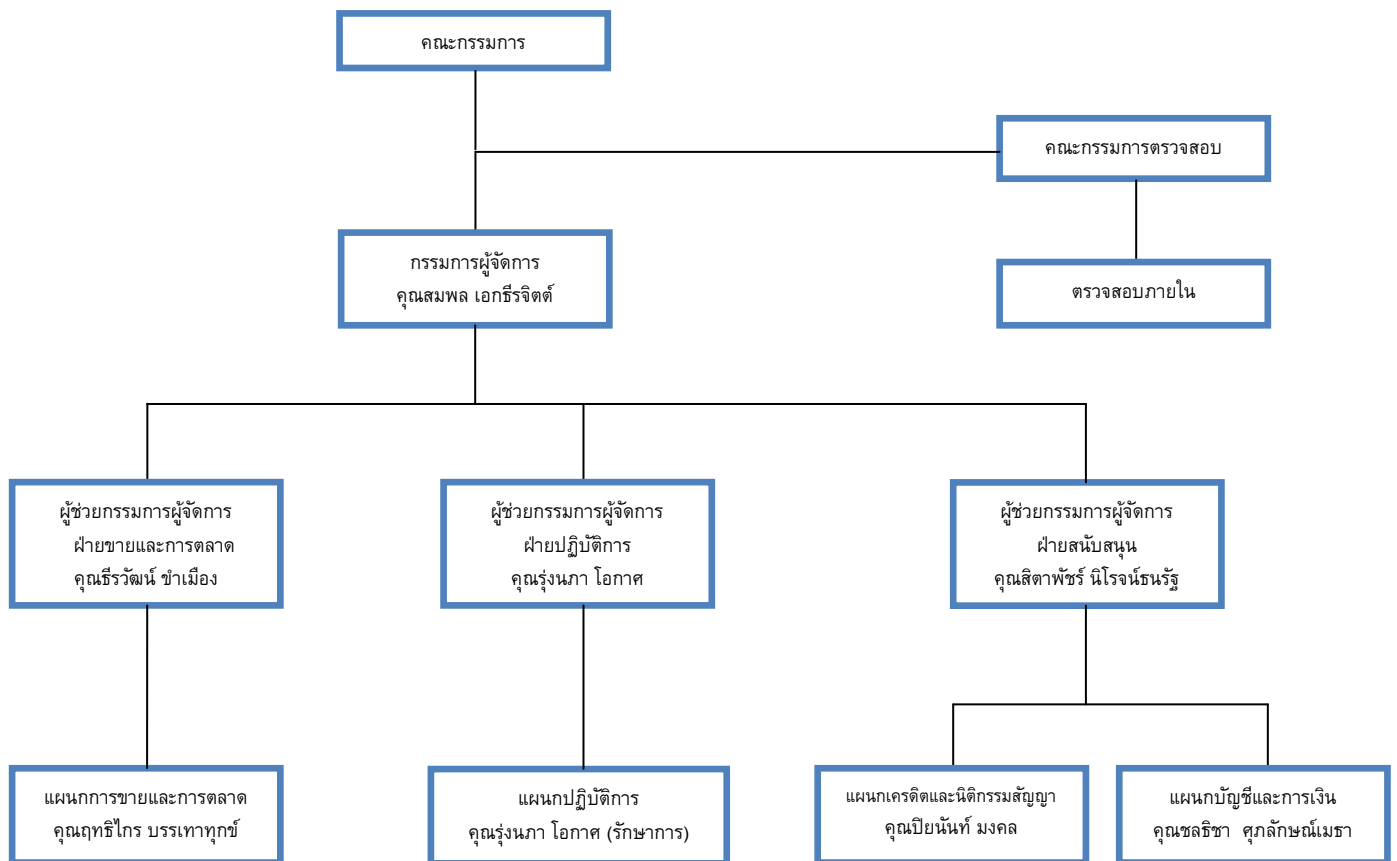 คณะกรรมการ
คณะกรรมการตรวจสอบ
กรรมการผู้จัดการ
คุณสมพล เอกธีรจิตต์
ตรวจสอบภายใน
ผู้ช่วยกรรมการผู้จัดการ
ฝ่ายขายและการตลาด
คุณธีรวัฒน์ ขำเมือง
ผู้ช่วยกรรมการผู้จัดการ
ฝ่ายปฏิบัติการ
คุณรุ่งนภา โอภาศ
ผู้ช่วยกรรมการผู้จัดการ
ฝ่ายสนับสนุน
คุณสิตาพัชร์ นิโรจน์ธนรัฐ
แผนกการขายและการตลาด
คุณฤทธิไกร บรรเทาทุกข์
แผนกปฏิบัติการ
คุณรุ่งนภา โอภาศ (รักษาการ)
แผนกเครดิตและนิติกรรมสัญญา
คุณปิยนันท์ มงคล
แผนกบัญชีและการเงิน
คุณชลธิชา ศุภลักษณ์เมธา